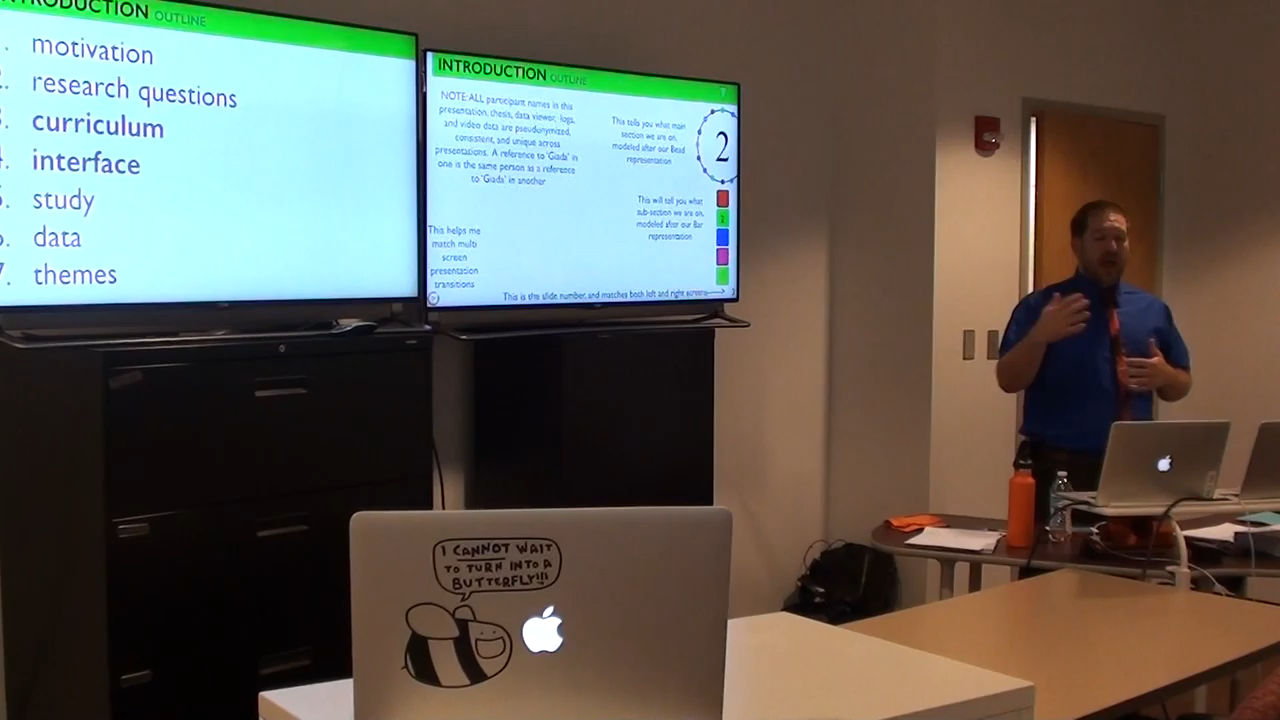 INTRODUCTION OUTLINE
motivation
research questions
curriculum
interface
5. study
data
7. themes
INTRODUCTION OUTLINE
NOTE: ALL participant names in this
presentation, thesis, data viewer, logs,
and video data are pseudunymized,
consistent, and unique across
presentations. A reference to 'Giada' in
one is the same person as a reference
to 'Giada' in another
This tells you what main
section we are on,
modeled after our Bead
representation
2
This will tell you what
sub-section we are on,
modeled after our Bar
representation
2
This helps me
match multi
screen
presentation
transitions
This is the slide number, and matches both left and right screens
I CANNOT WAIT
TO TURN INTO A
BUTTERFLY!!!